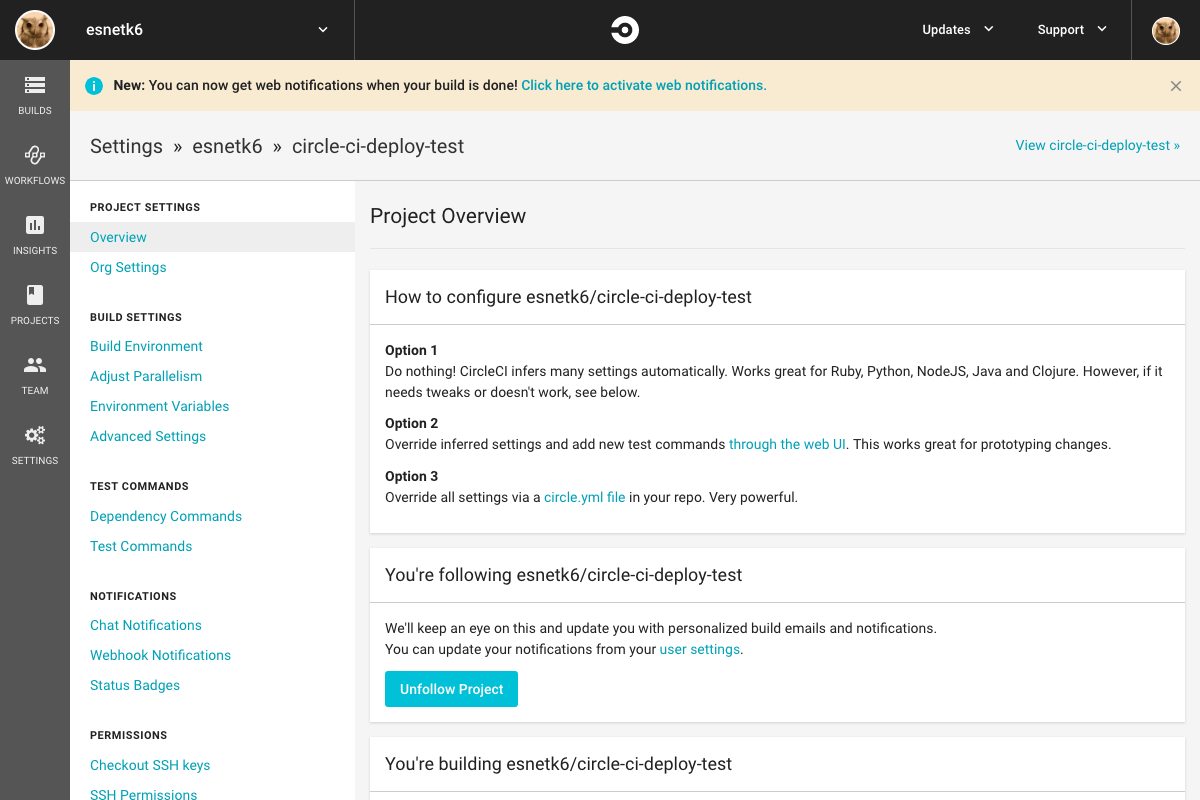 esnetk6
Updates
Support
BUILDS
WORKFLOWS
INSIGHTS
PROJECTS
TEAM
SETTINGS
New: You can now get web notifications when your build is done! Click here to activate web notifications.
Settings » esnetk6 » circle-ci-deploy-test
View circle-ci-deploy-test »
PROJECT SETTINGS
Overview
Org Settings
BUILD SETTINGS
Build Environment
Adjust Parallelism
Environment Variables
Advanced Settings
TEST COMMANDS
Dependency Commands
Test Commands
NOTIFICATIONS
Chat Notifications
Webhook Notifications
Status Badges
PERMISSIONS
Checkout SSH keys
SSH Permissions
Project Overview
How to configure esnetk6/circle-ci-deploy-test
Option 1
Do nothing! CircleCI infers many settings automatically. Works great for Ruby, Python, NodeJS, Java and Clojure. However, if it
needs tweaks or doesn't work, see below.
Option 2
Override inferred settings and add new test commands through the web UI. This works great for prototyping changes.
Option 3
Override all settings via a circle.yml file in your repo. Very powerful.
You're following esnetk6/circle-ci-deploy-test
We'll keep an eye on this and update you with personalized build emails and notifications.
You can update your notifications from your user settings.
Unfollow Project
You're building esnetk6/circle-ci-deploy-test